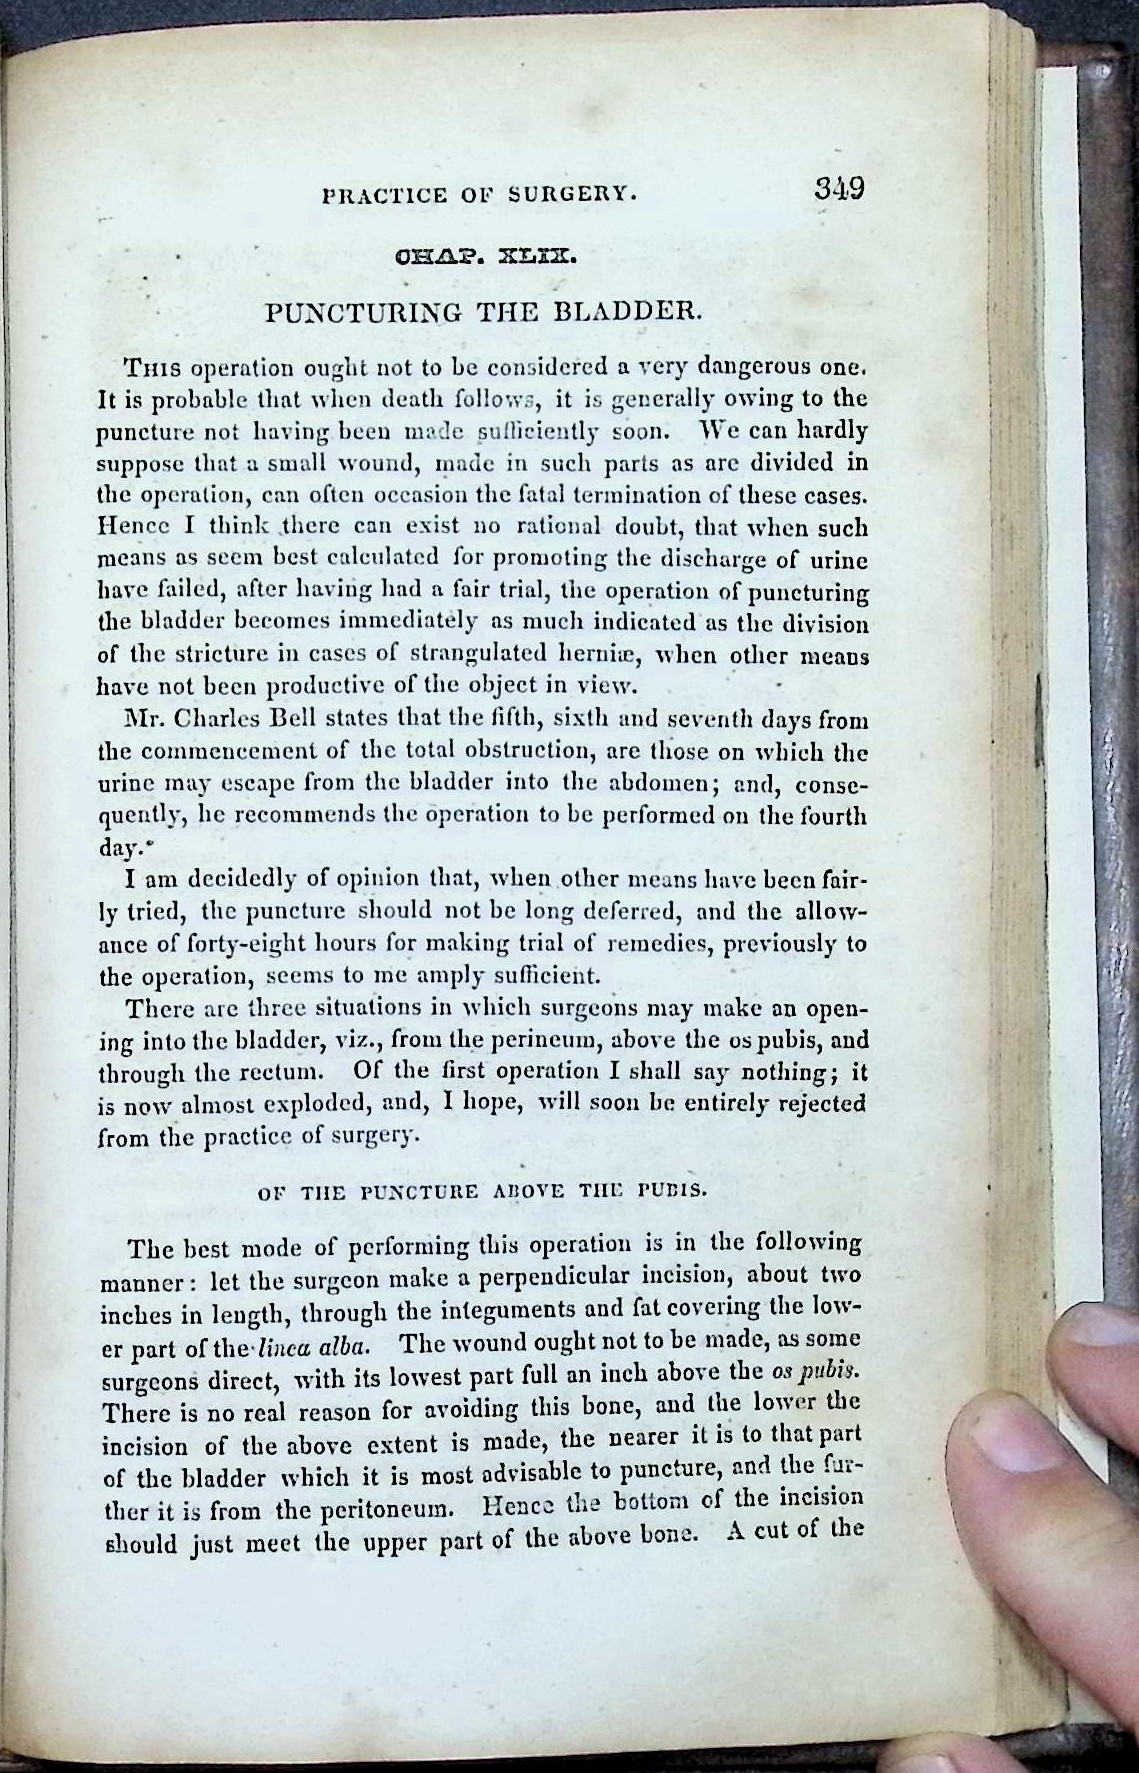 PRACTICE OF SURGERY. 349
CHAP. XLIX.
PUNCTURING THE BLADDER.
THIS operation ought not to be considered a very dangerous one.
It is probable that when death follows, it is generally owing to the
puncture not having been made sufficiently soon. We can hardly
suppose that a small wound, made in such parts as are divided in
the operation, can often occasion the fatal termination of these cases.
Hence I think there can exist no rational doubt, that when such
means as seem best calculated for promoting the discharge of urine
have failed, after having had a fair trial, the operation of puncturing
the bladder becomes immediately as much indicated as the division
of the stricture in cases of strangulated herniæ, when other means
have not been productive of the object in view.
Mr. Charles Bell states that the fifth, sixth and seventh days from
the commencement of the total obstruction, are those on which the
urine may escape from the bladder into the abdomen; and, conse-
quently, he recommends the operation to be performed on the fourth
day.*
I am decidedly of opinion that, when other means have been fair-
ly tried, the puncture should not be long deferred, and the allow-
ance of forty-eight hours for making trial of remedies, previously to
the operation, seems to me amply sufficient.
There are three situations in which surgeons may make an open-
ing into the bladder, viz., from the perineum, above the os pubis, and
through the rectum. Of the first operation I shall say nothing; it
is now almost exploded, and, I hope, will soon be entirely rejected
from the practice of surgery.
OF THE PUNCTURE ABOVE THE PUBIS.
The best mode of performing this operation is in the following
manner: let the surgeon make a perpendicular incision, about two
inches in length, through the integuments and fat covering the low-
er part of the linea alba. The wound ought not to be made, as some
surgeons direct, with its lowest part full an inch above the os pubis.
There is no real reason for avoiding this bone, and the lower the
incision of the above extent is made, the nearer it is to that part
of the bladder which it is most advisable to puncture, and the fur-
ther it is from the peritoneum. Hence the bottom of the incision
should just meet the upper part of the above bone. A cut of the